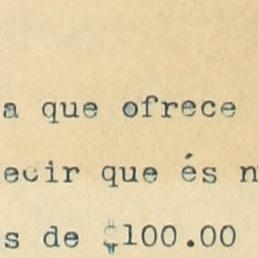 a que ofrece
ecir que és n
s de $100.00